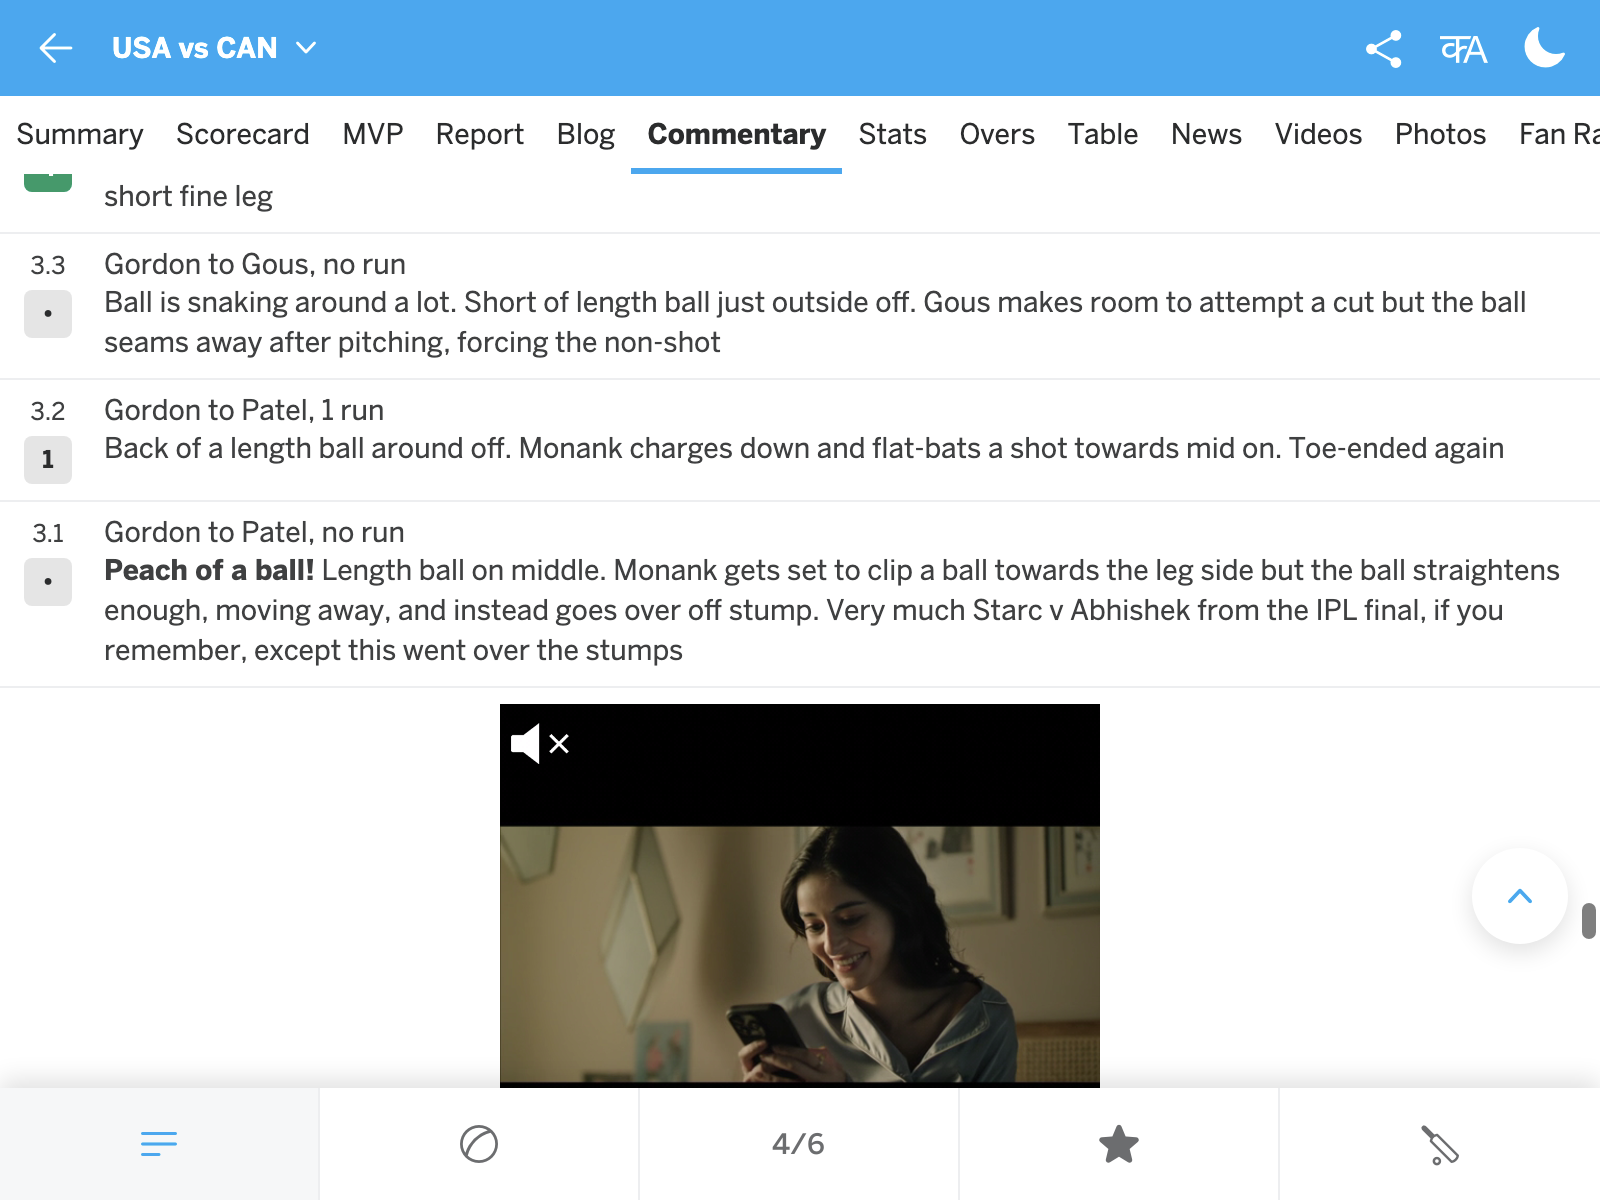 USA vs CAN
Summary Scorecard MVP Report Blog Commentary Stats Overs Table News Videos Photos Fan Ra
short fine leg
3.3 Gordon to Gous, no run
• Ball is snaking around a lot. Short of length ball just outside off. Gous makes room to attempt a cut but the ball
seams away after pitching, forcing the non-shot
3.2 Gordon to Patel, 1 run
1 Back of a length ball around off. Monank charges down and flat-bats a shot towards mid on. Toe-ended again
3.1 Gordon to Patel, no run
• Peach of a ball! Length ball on middle. Monank gets set to clip a ball towards the leg side but the ball straightens
enough, moving away, and instead goes over off stump. Very much Starc v Abhishek from the IPL final, if you
remember, except this went over the stumps
4/6